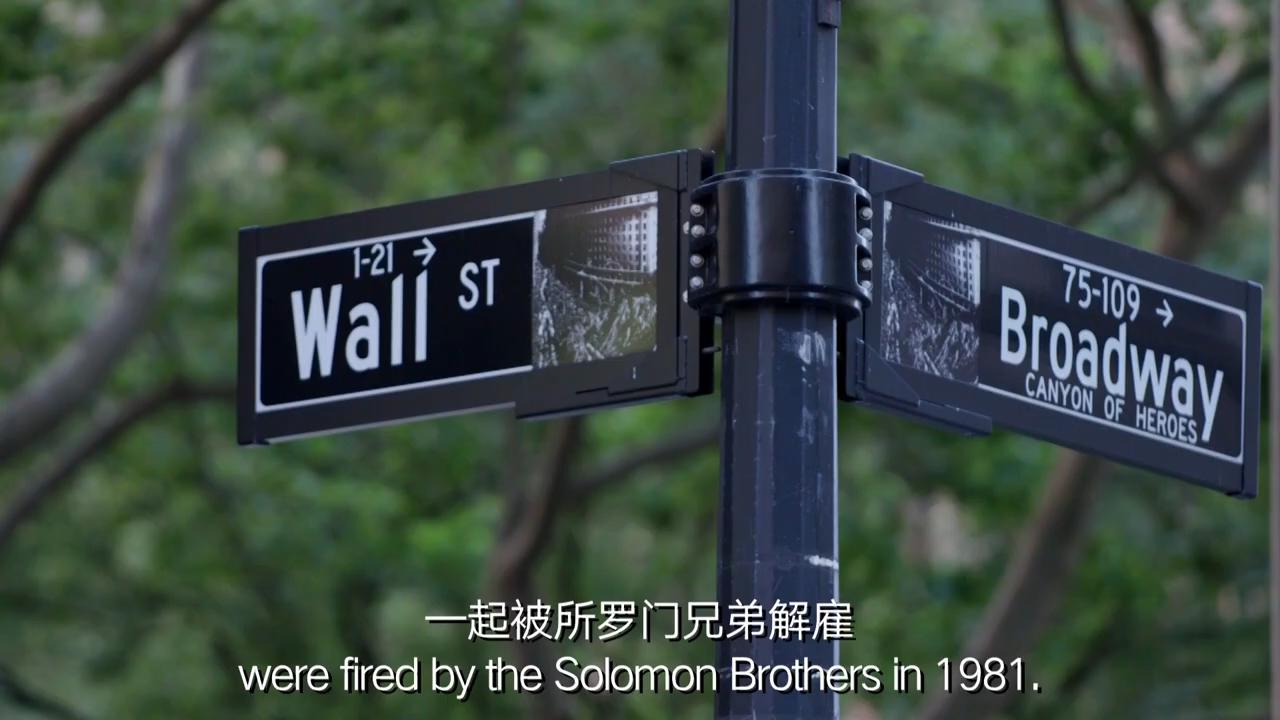 1-21 →
Wall ST
75-109 →
Broadway
CANYON OF HEROES
一起被所罗门兄弟解雇
were fired by the Solomon Brothers in 1981.